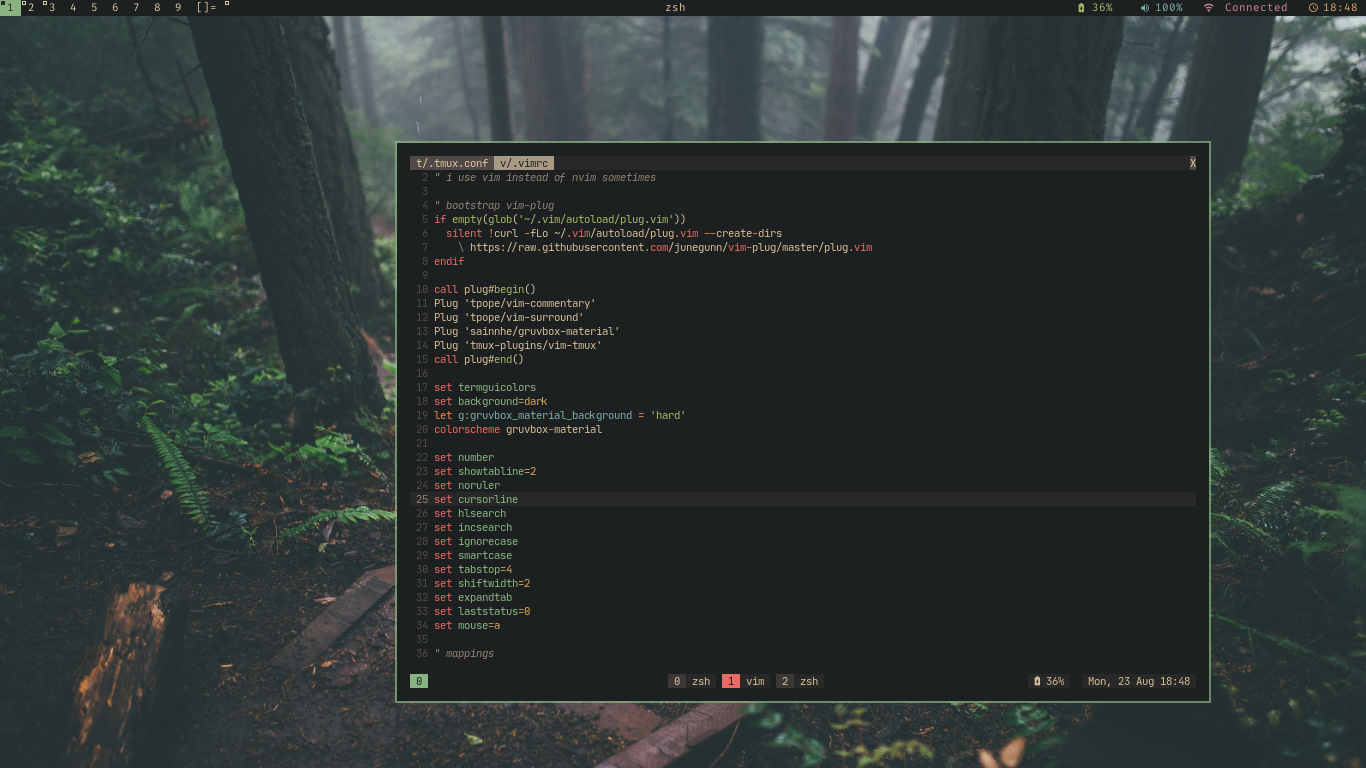 1 2 3 4 5 6 7 8 9 []= zsh 36% 100% Connected 18:48
t/.tmux.conf v/.vimrc X
2 " i use vim instead of nvim sometimes
3
4 " bootstrap vim-plug
5 if empty(glob('~/.vim/autoload/plug.vim'))
6   silent !curl -fLo ~/.vim/autoload/plug.vim --create-dirs
7     \ https://raw.githubusercontent.com/junegunn/vim-plug/master/plug.vim
8 endif
9
10 call plug#begin()
11 Plug 'tpope/vim-commentary'
12 Plug 'tpope/vim-surround'
13 Plug 'sainnhe/gruvbox-material'
14 Plug 'tmux-plugins/vim-tmux'
15 call plug#end()
16
17 set termguicolors
18 set background=dark
19 let g:gruvbox_material_background = 'hard'
20 colorscheme gruvbox-material
21
22 set number
23 set showtabline=2
24 set noruler
25 set cursorline
26 set hlsearch
27 set incsearch
28 set ignorecase
29 set smartcase
30 set tabstop=4
31 set shiftwidth=2
32 set expandtab
33 set laststatus=0
34 set mouse=a
35
36 " mappings
0 0 zsh 1 vim 2 zsh 36% Mon, 23 Aug 18:48